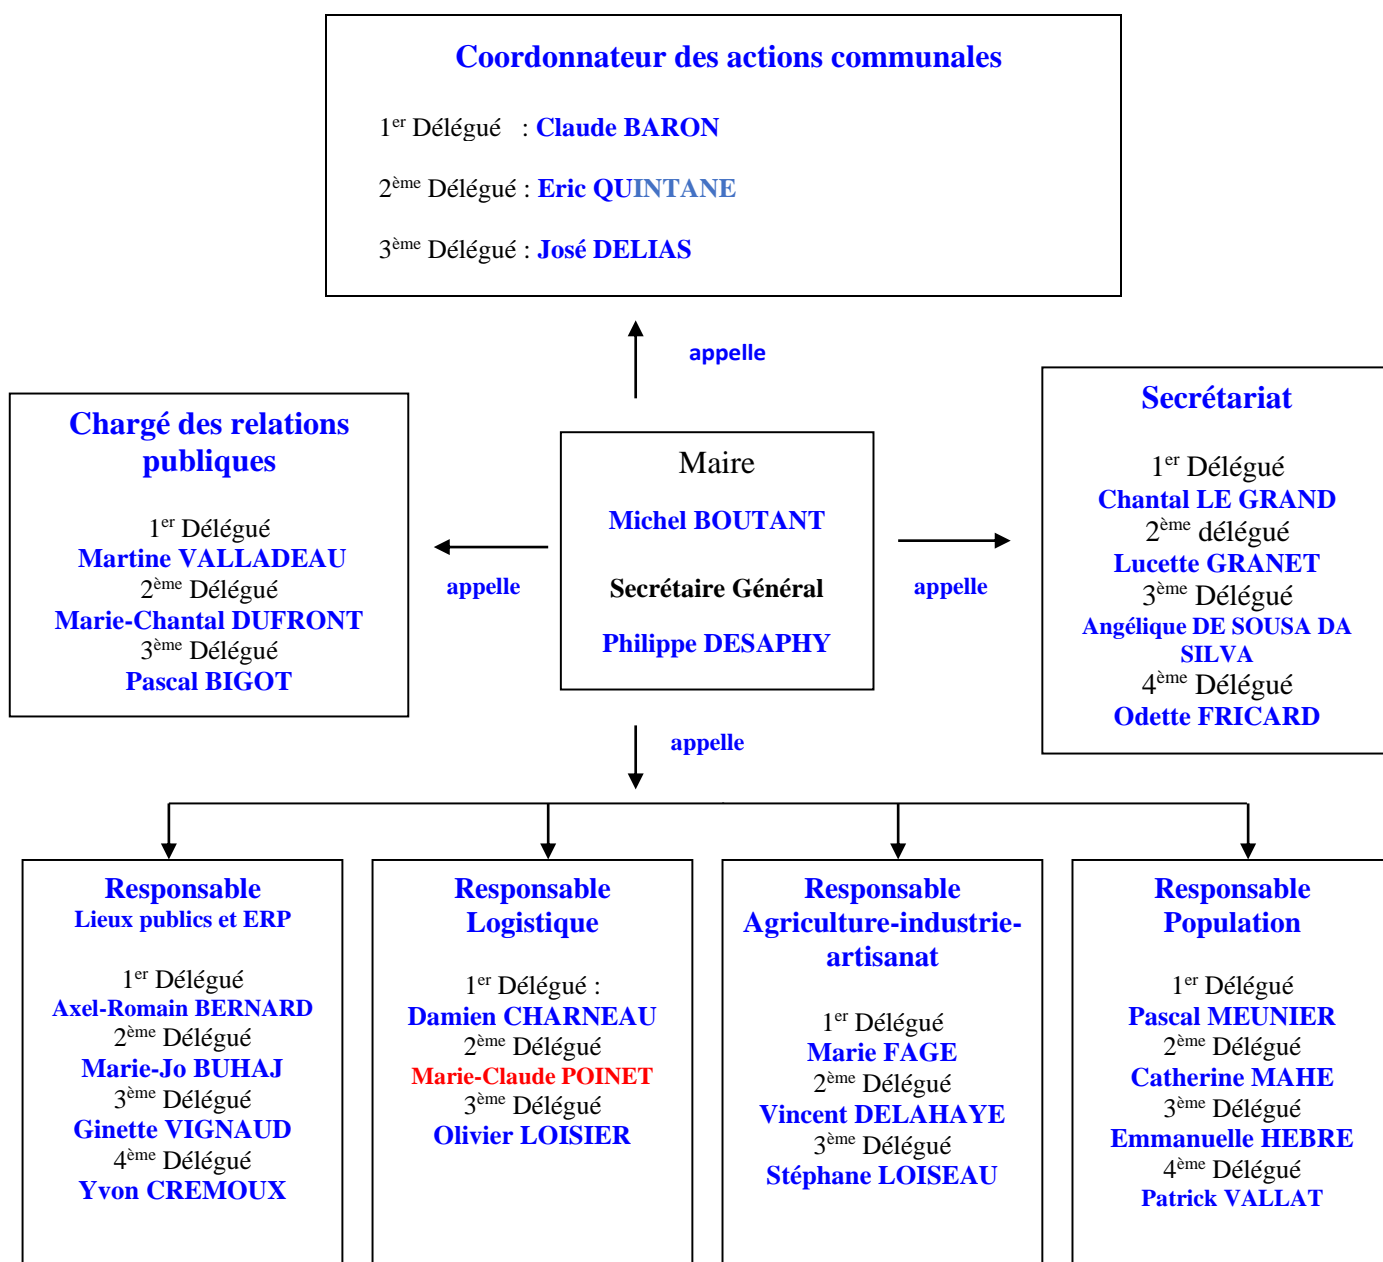 Coordonnateur des actions communales
1er Délégué : Claude BARON
2ème Délégué : Eric QUINTANE
3ème Délégué : José DELIAS
appelle
Chargé des relations
publiques
1er Délégué
Martine VALLADEAU
2ème Délégué
Marie-Chantal DUFRONT
3ème Délégué
Pascal BIGOT
appelle
Maire
Michel BOUTANT
Secrétaire Général
Philippe DESAPHY
appelle
Secrétariat
1er Délégué
Chantal LE GRAND
2ème délégué
Lucette GRANET
3ème Délégué
Angélique DE SOUSA DA
SILVA
4ème Délégué
Odette FRICARD
appelle
Responsable
Lieux publics et ERP
1er Délégué
Axel-Romain BERNARD
2ème Délégué
Marie-Jo BUHAJ
3ème Délégué
Ginette VIGNAUD
4ème Délégué
Yvon CREMOUX
Responsable
Logistique
1er Délégué :
Damien CHARNEAU
2ème Délégué
Marie-Claude POINET
3ème Délégué
Olivier LOISIER
Responsable
Agriculture-industrie-
artisanat
1er Délégué
Marie FAGE
2ème Délégué
Vincent DELAHAYE
3ème Délégué
Stéphane LOISEAU
Responsable
Population
1er Délégué
Pascal MEUNIER
2ème Délégué
Catherine MAHE
3ème Délégué
Emmanuelle HEBRE
4ème Délégué
Patrick VALLAT